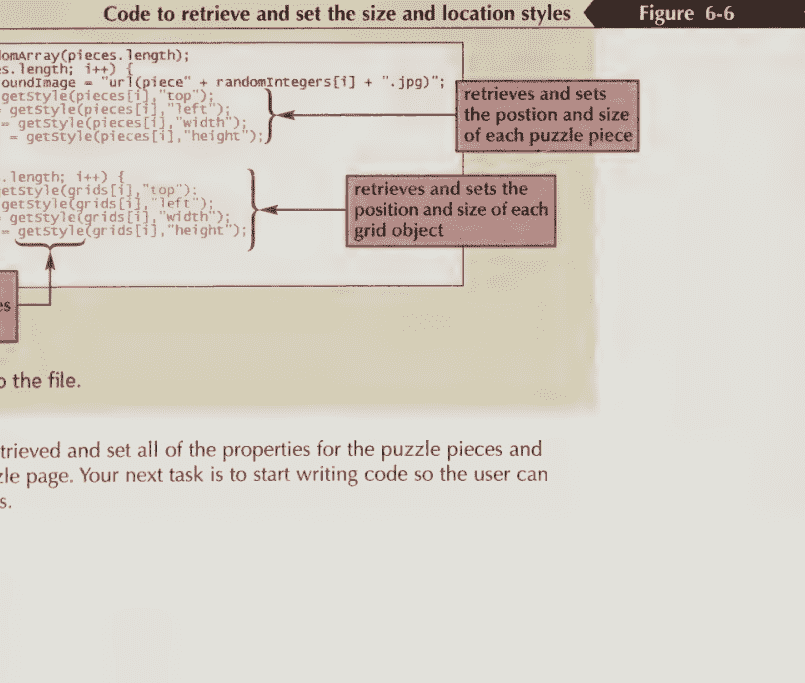 Code to retrieve and set the size and location styles
Figure 6-6
omArray(pieces.length);
s.length; i++) {
oundImage = "url(piece" + randomIntegers[i] + ".jpg)";
getStyle(pieces[i],"top");
getStyle(pieces[i],"left");
= getStyle(pieces[i],"width");
= getStyle(pieces[i],"height");
retrieves and sets
the postion and size
of each puzzle piece
.length; i++) {
etStyle(grids[i],"top");
getStyle(grids[i],"left");
getStyle(grids[i],"width");
= getStyle(grids[i],"height");
retrieves and sets the
position and size of each
grid object
es
o the file.
trieved and set all of the properties for the puzzle pieces and
zle page. Your next task is to start writing code so the user can
s.